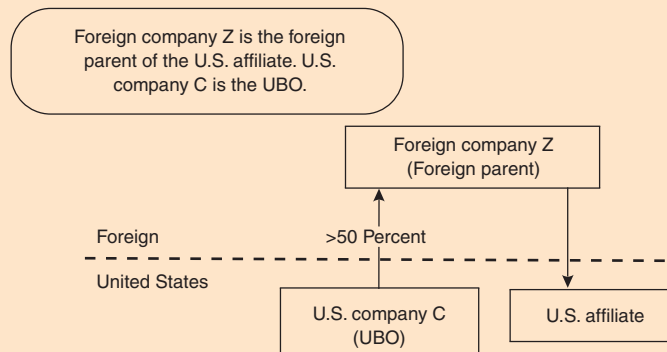 Foreign company Z is the foreign
parent of the U.S. affiliate. U.S.
company C is the UBO.
Foreign company Z
(Foreign parent)
Foreign
>50 Percent
United States
U.S. company C
(UBO)
U.S. affiliate